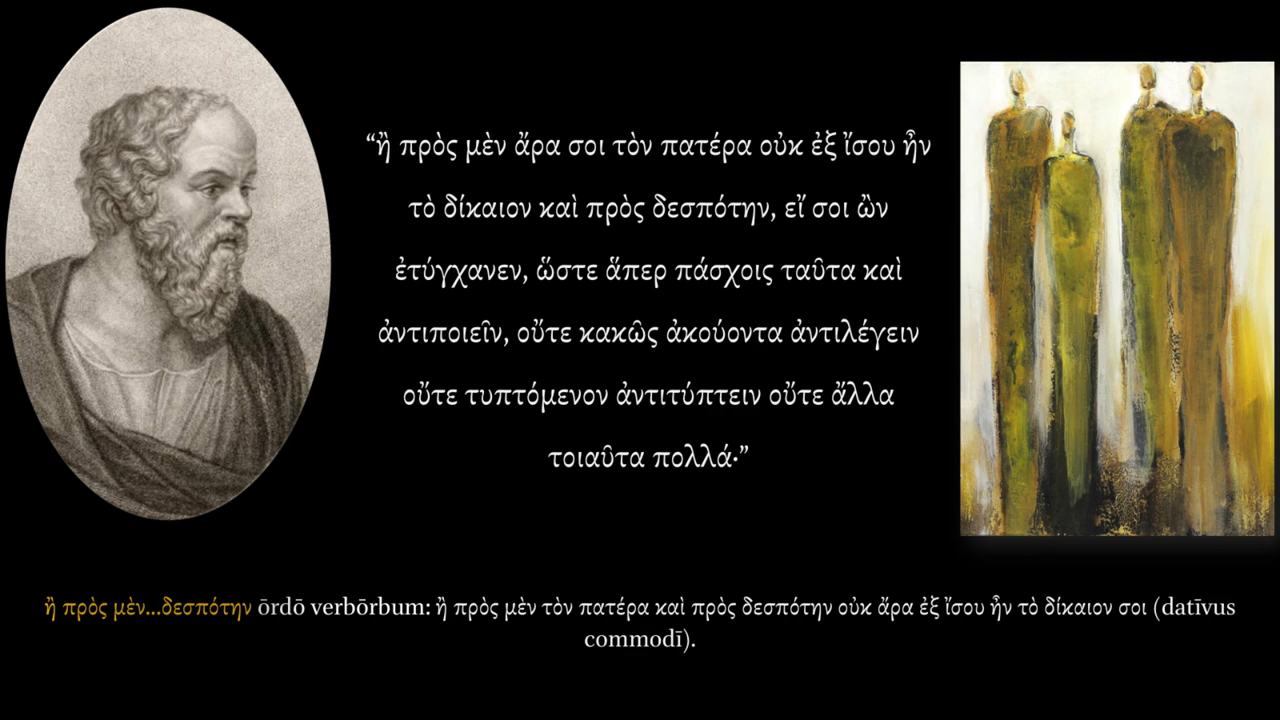 “ἢ πρὸς μὲν ἄρα σοι τὸν πατέρα οὐκ ἐξ ἴσου ἦν
τὸ δίκαιον καὶ πρὸς δεσπότην, εἴ σοι ὢν
ἐτύγχανεν, ὥστε ἅπερ πάσχοις ταῦτα καὶ
ἀντιποιεῖν, οὔτε κακῶς ἀκούοντα ἀντιλέγειν
οὔτε τυπτόμενον ἀντιτύπτειν οὔτε ἄλλα
τοιαῦτα πολλά·”
ἢ πρὸς μὲν...δεσπότην ōrdō verbōrbum: ἢ πρὸς μὲν τὸν πατέρα καὶ πρὸς δεσπότην οὐκ ἄρα ἐξ ἴσου ἦν τὸ δίκαιον σοι (datīvus
commodī).